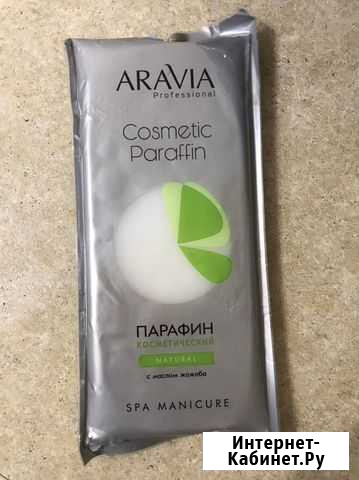 ARAVIA
Professional
Cosmetic
Paraffin
ПАРАФИН
КОСМЕТИЧЕСКИЙ
NATURAL
с маслом жожоба
SPA MANICURE
Интернет-
Кабинет.Ру